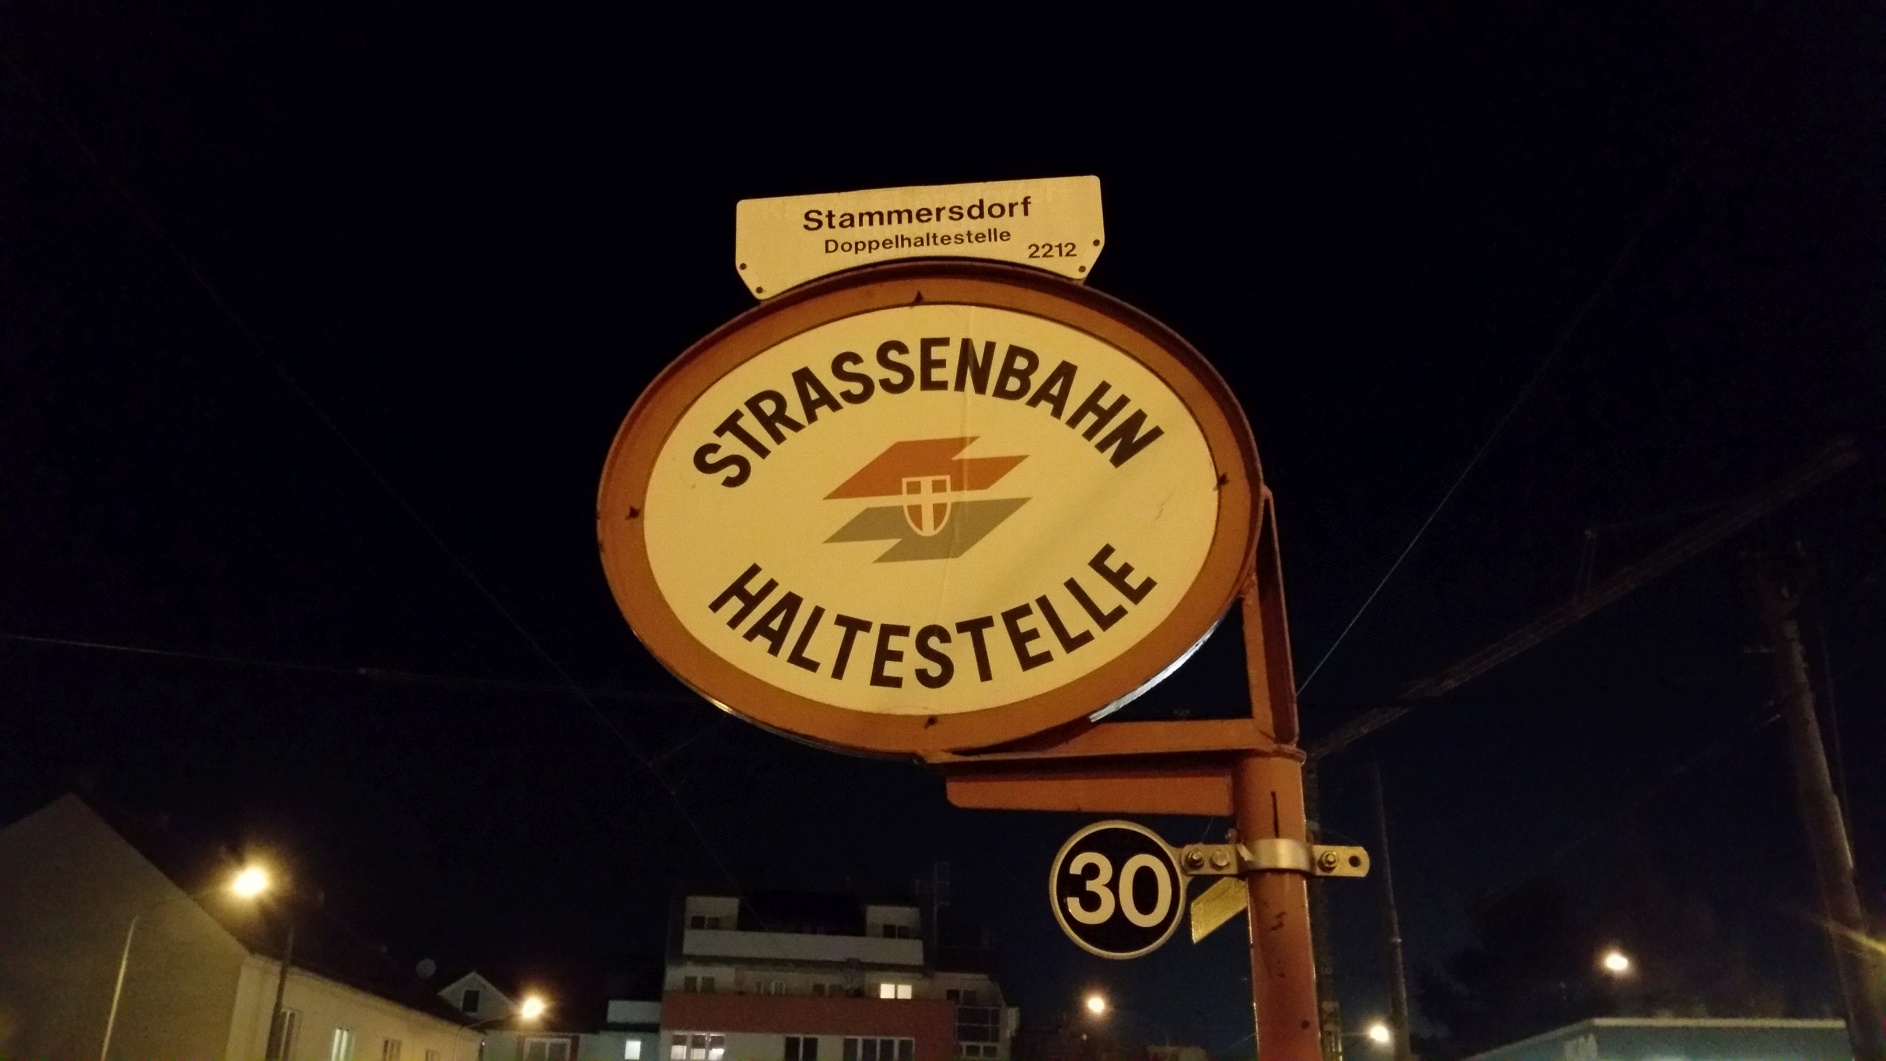 Stammersdorf
Doppelhaltestelle
2212
STRASSENBAHN
HALTESTELLE
30